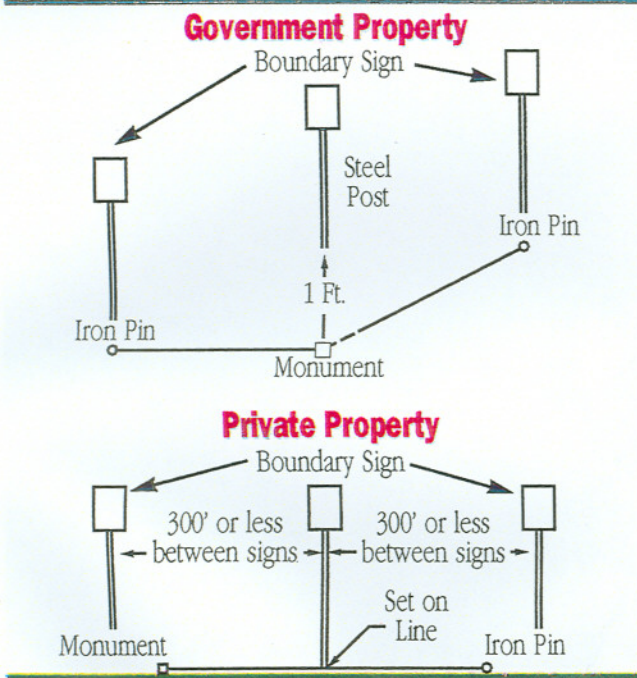 Government Property
Boundary Sign
Steel
Post
Iron Pin
1 Ft.
Iron Pin
Monument
Private Property
Boundary Sign
300' or less
between signs
300' or less
between signs
Set on
Line
Monument
Iron Pin